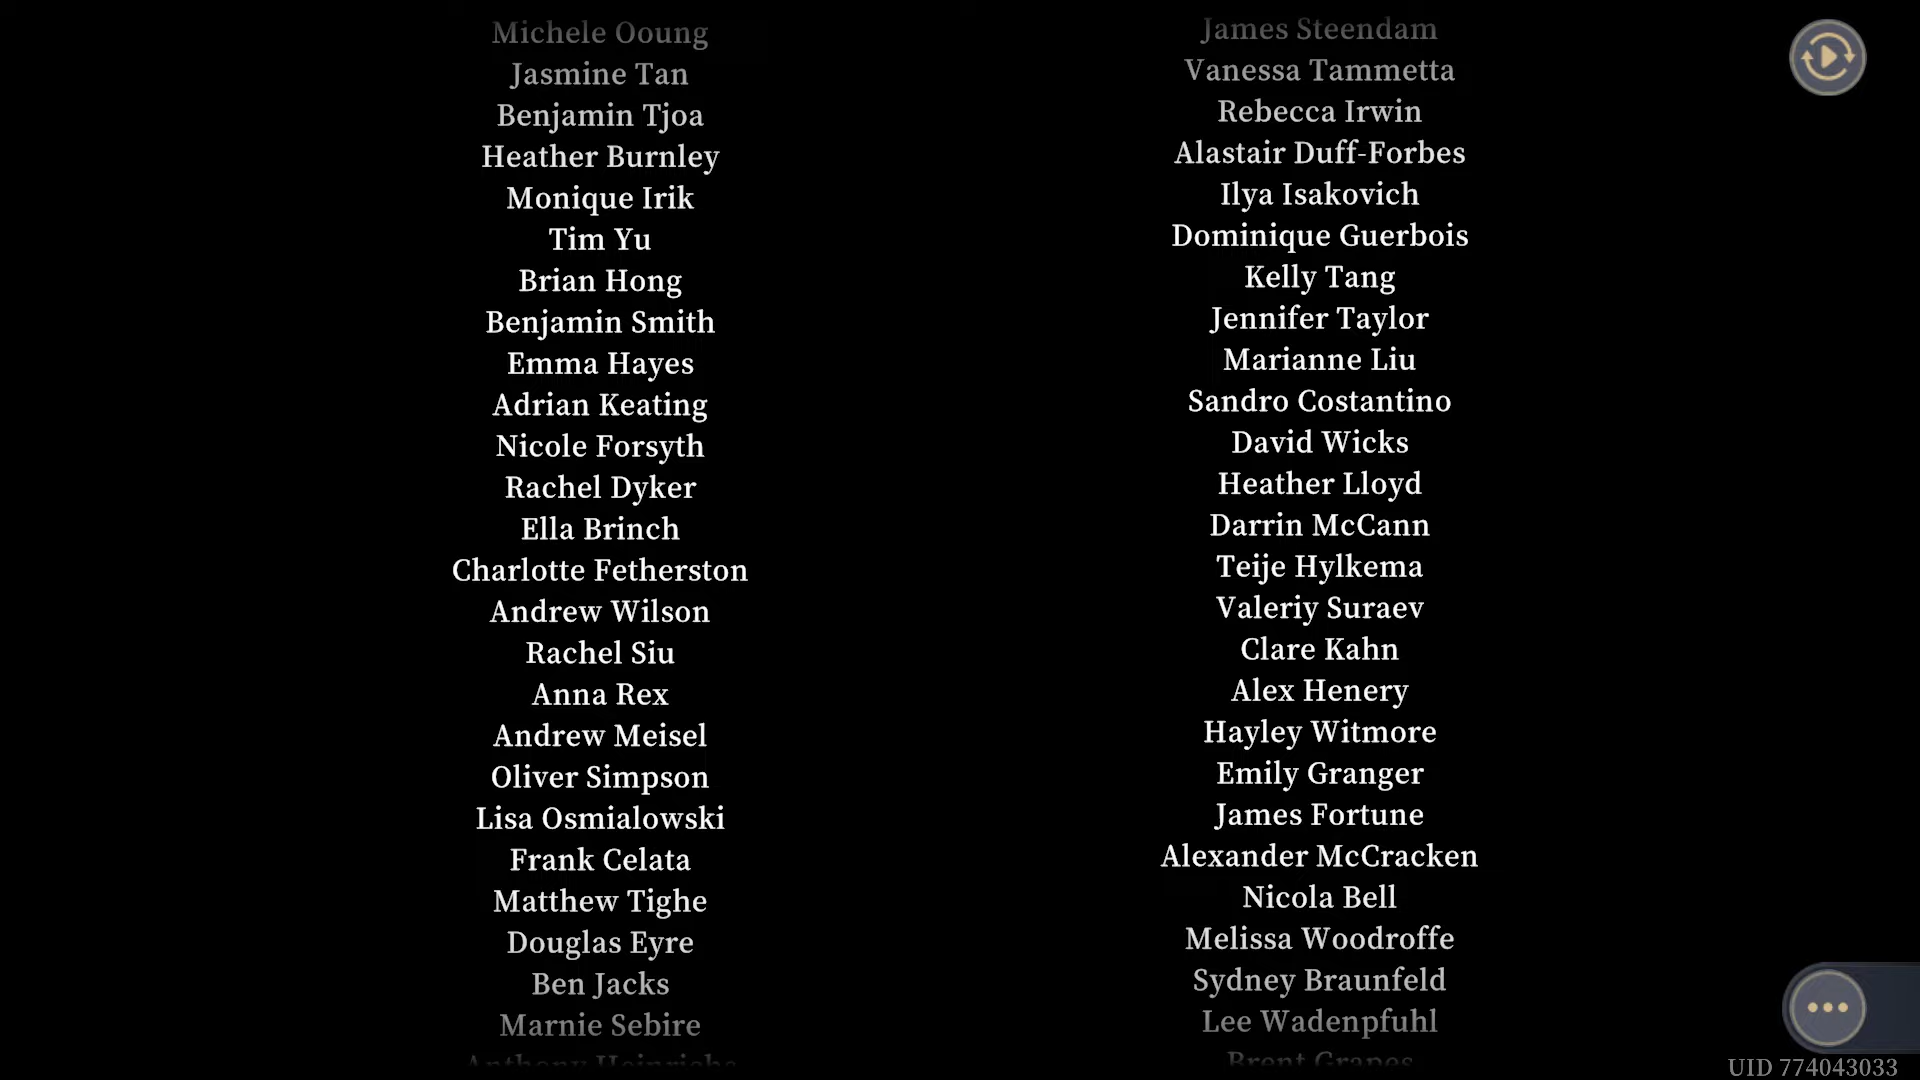 Michele Ooung
Jasmine Tan
Benjamin Tjoa
Heather Burnley
Monique Irik
Tim Yu
Brian Hong
Benjamin Smith
Emma Hayes
Adrian Keating
Nicole Forsyth
Rachel Dyker
Ella Brinch
Charlotte Fetherston
Andrew Wilson
Rachel Siu
Anna Rex
Andrew Meisel
Oliver Simpson
Lisa Osmialowski
Frank Celata
Matthew Tighe
Douglas Eyre
Ben Jacks
Marnie Sebire
Anthony Heinrichs
James Steendam
Vanessa Tammetta
Rebecca Irwin
Alastair Duff-Forbes
Ilya Isakovich
Dominique Guerbois
Kelly Tang
Jennifer Taylor
Marianne Liu
Sandro Costantino
David Wicks
Heather Lloyd
Darrin McCann
Teije Hylkema
Valeriy Suraev
Clare Kahn
Alex Henery
Hayley Witmore
Emily Granger
James Fortune
Alexander McCracken
Nicola Bell
Melissa Woodroffe
Sydney Braunfeld
Lee Wadenpfuhl
Brent Grapes
UID 774043033